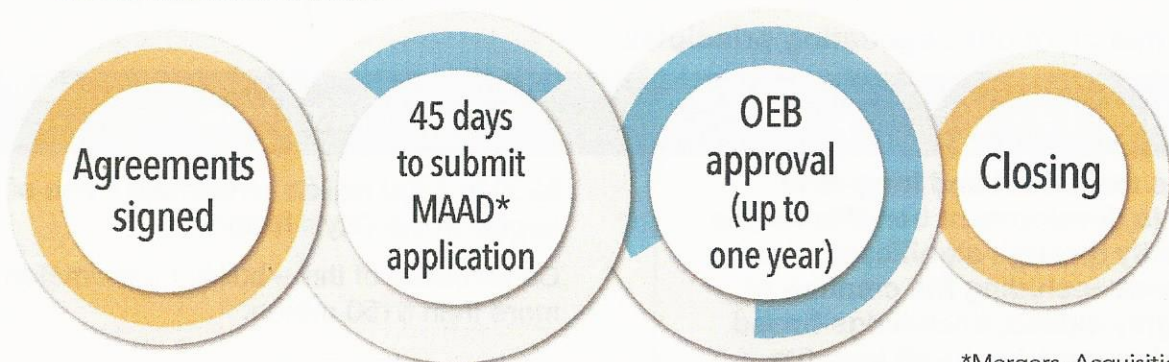 Agreements
signed
45 days
to submit
MAAD*
application
OEB
approval
(up to
one year)
Closing
*Mergers, Acquisitio